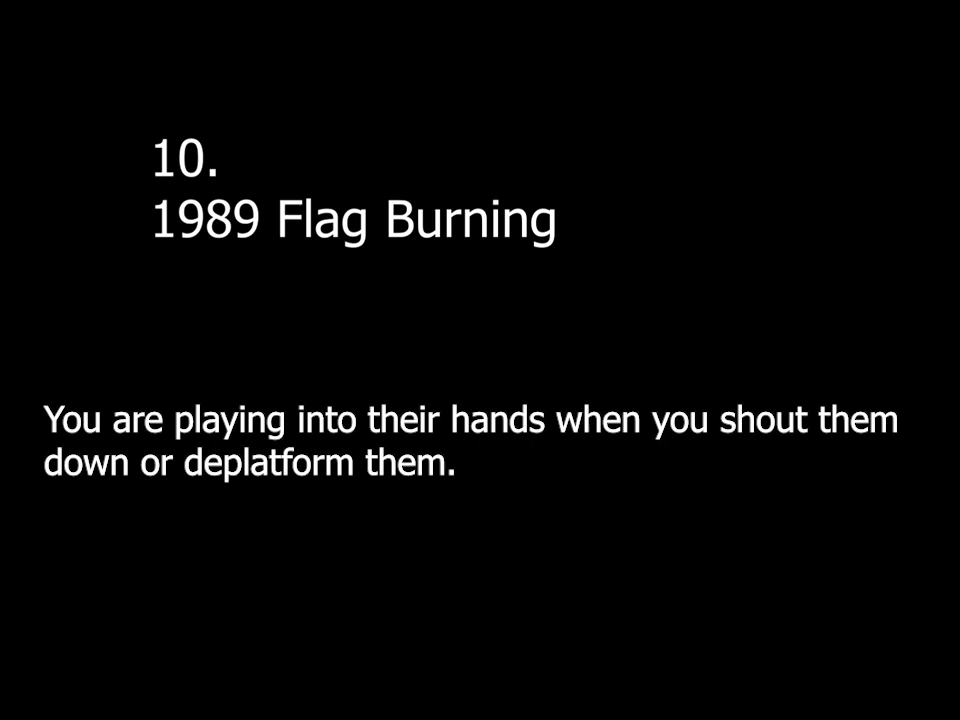 10.
1989 Flag Burning
You are playing into their hands when you shout them
down or deplatform them.